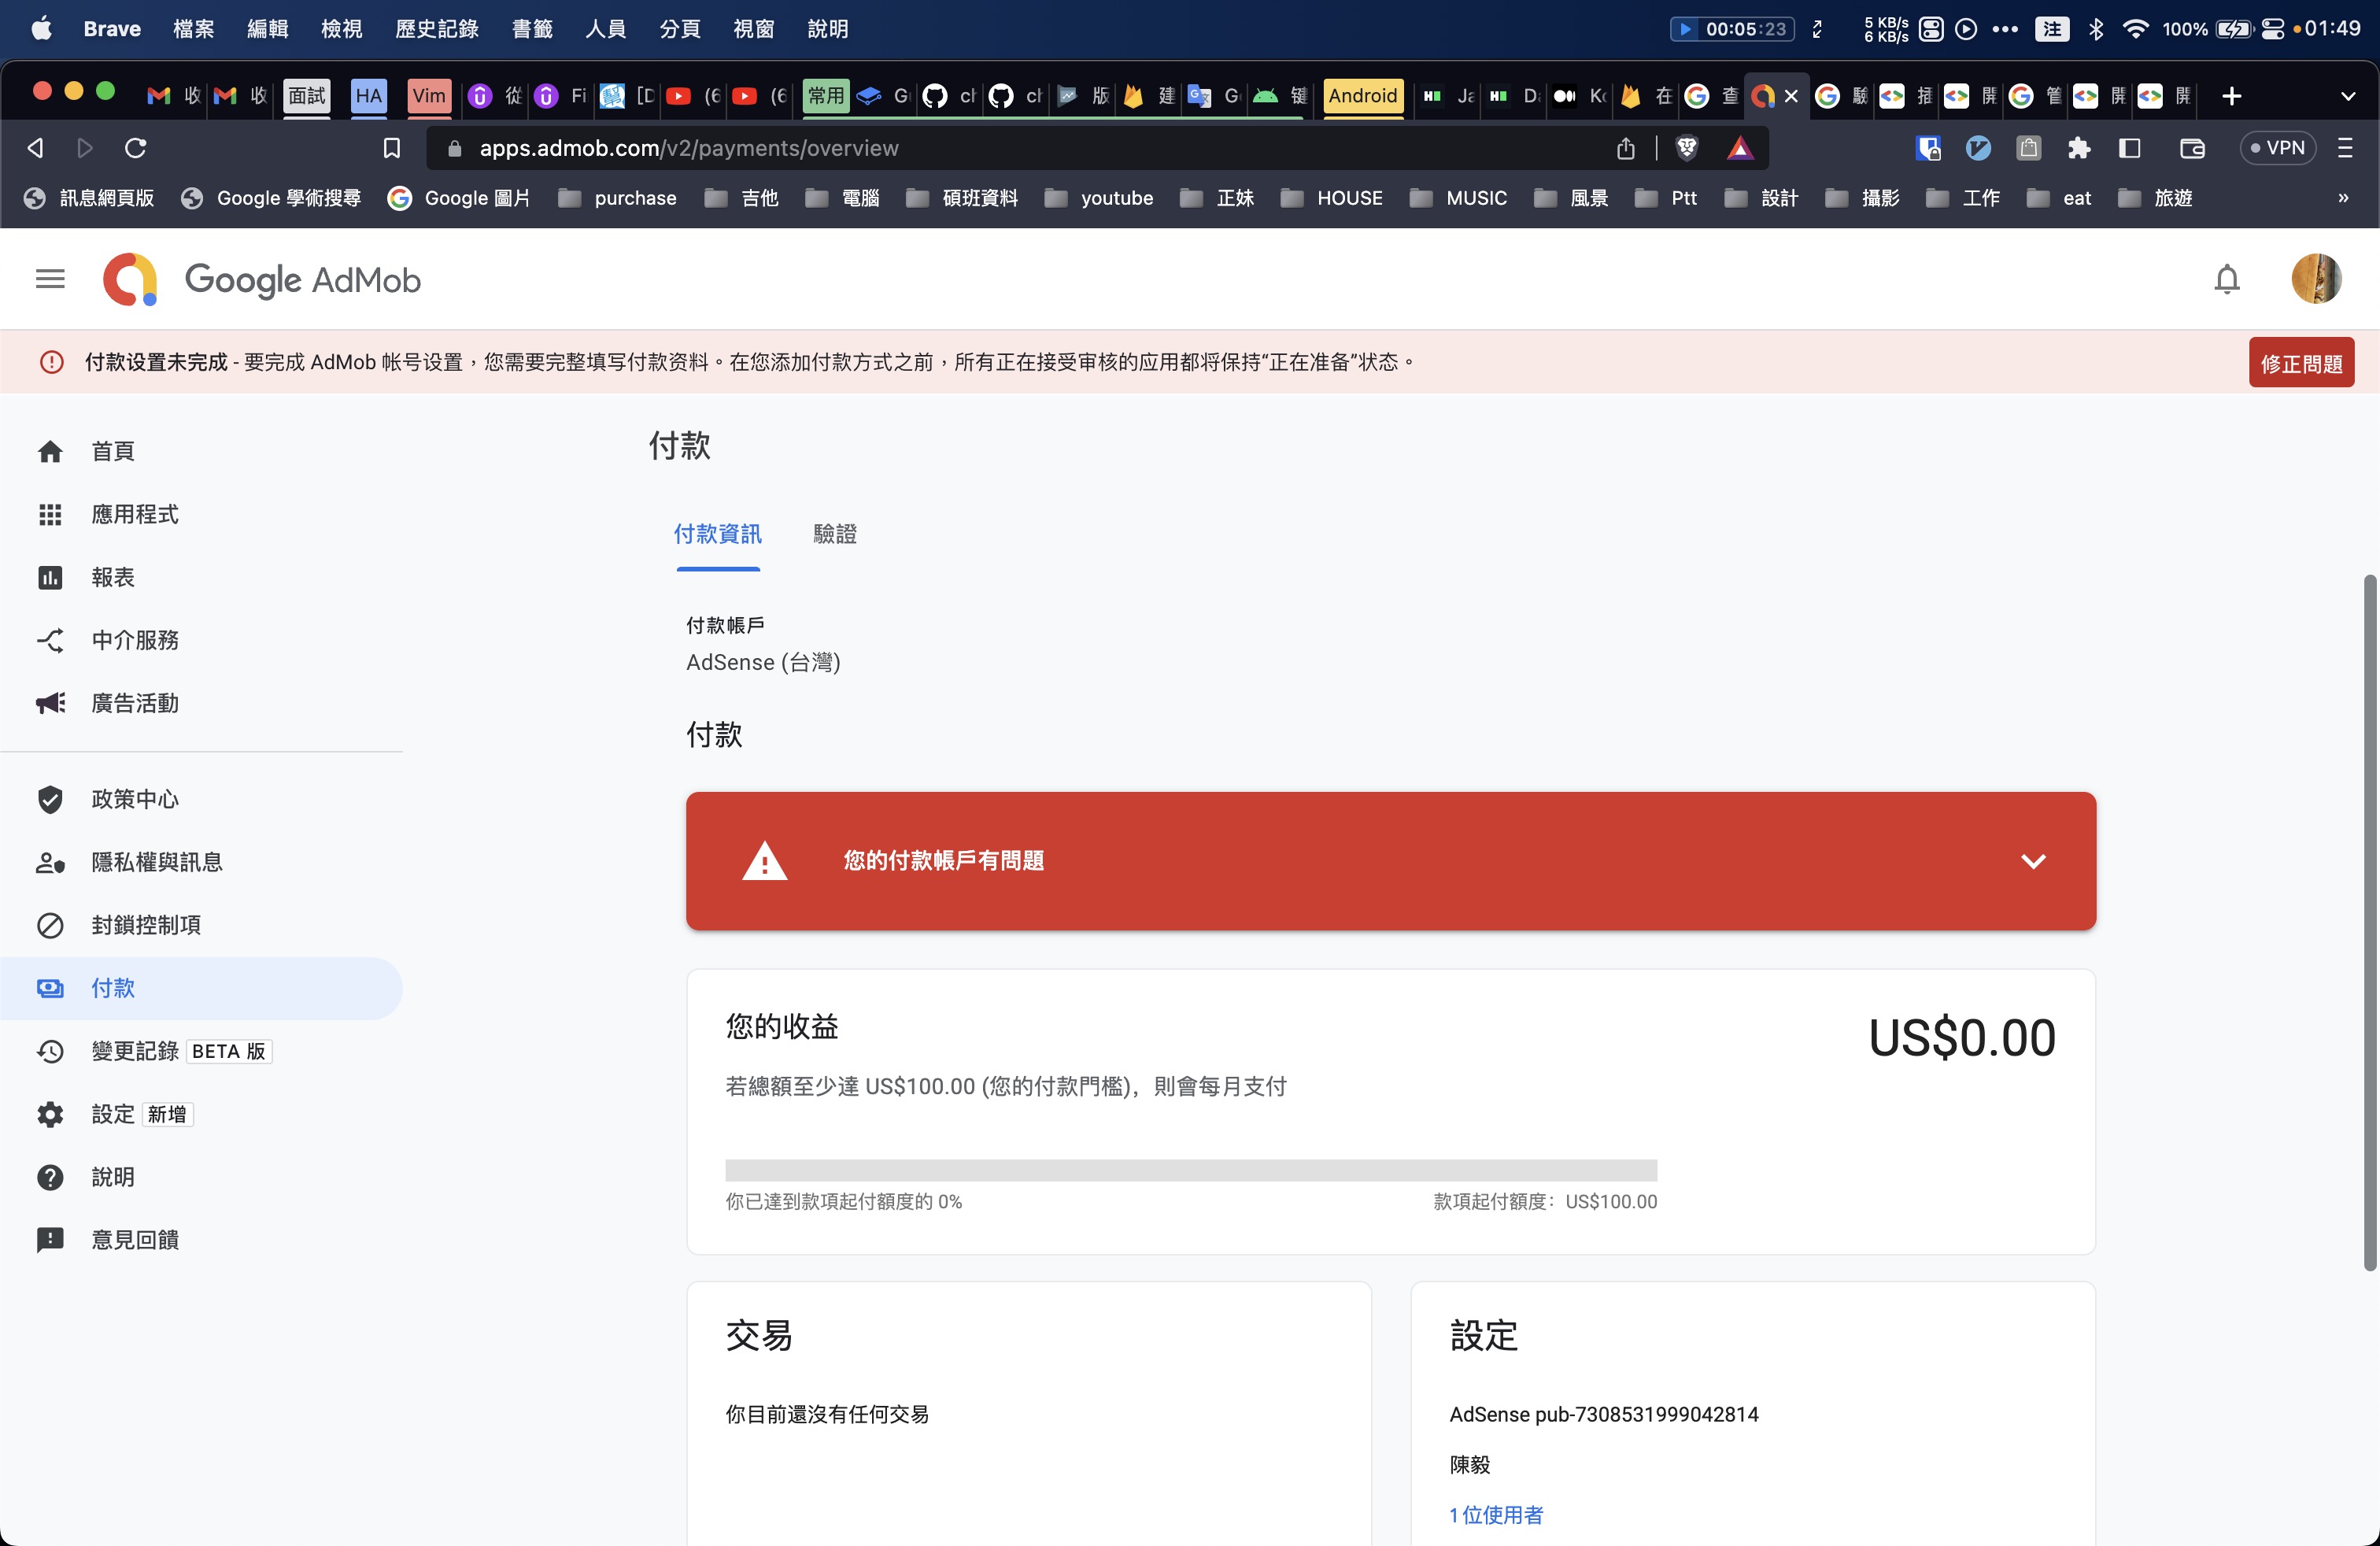 Brave 檔案 編輯 檢視 歷史記錄 書籤 人員 分頁 視窗 說明
00:05:23
5 KB/s
6 KB/s
注
100%
01:49
收 收 面試 HA Vim 從 Fi [D (6 (6 常用 G 版 建 G 键 Android Ja D 在 查 驗 插 開 管 開 開
apps.admob.com/v2/payments/overview
VPN
訊息網頁版 Google 學術搜尋 Google 圖片 purchase 吉他 電腦 碩班資料 youtube 正妹 HOUSE MUSIC 風景 Ptt 設計 攝影 工作 eat 旅遊 »
Google AdMob
付款设置未完成 - 要完成 AdMob 帐号设置，您需要完整填写付款资料。在您添加付款方式之前，所有正在接受审核的应用都将保持“正在准备”状态。
修正問題
首頁
應用程式
報表
中介服務
廣告活動
政策中心
隱私權與訊息
封鎖控制項
付款
變更記錄 BETA 版
設定 新增
說明
意見回饋
付款
付款資訊 驗證
付款帳戶
AdSense (台灣)
付款
您的付款帳戶有問題
您的收益
US$0.00
若總額至少達 US$100.00 (您的付款門檻)，則會每月支付
你已達到款項起付額度的 0%
款項起付額度：US$100.00
交易
你目前還沒有任何交易
設定
AdSense pub-7308531999042814
陳毅
1 位使用者